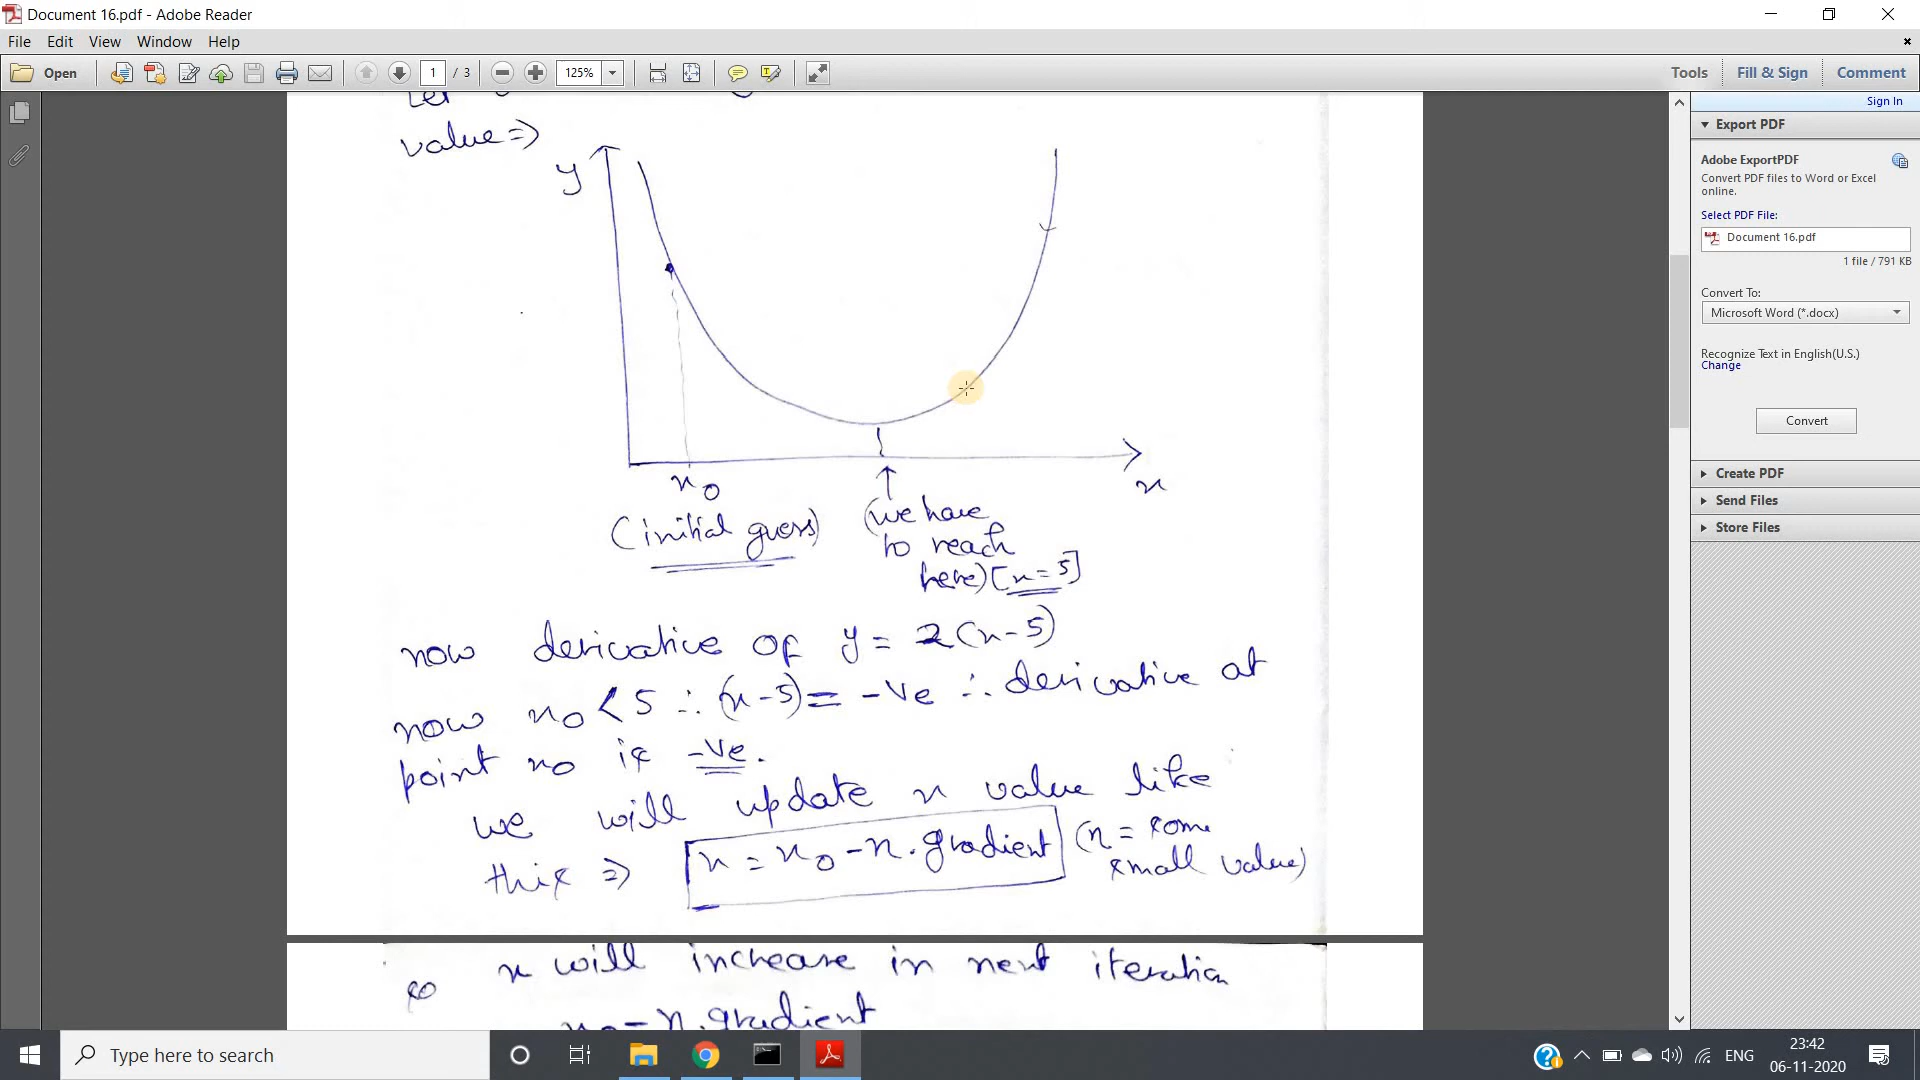 Document 16.pdf - Adobe Reader
File Edit View Window Help
Open 1 / 3 125% Tools Fill & Sign Comment
Sign In
Export PDF
Adobe ExportPDF
Convert PDF files to Word or Excel
online.
Select PDF File:
Document 16.pdf
1 file / 791 KB
Convert To:
Microsoft Word (*.docx)
Recognize Text in English(U.S.)
Change
Convert
Create PDF
Send Files
Store Files
Let
value =>
y
x0
x
(initial guess)
(we have
to reach
here) [x = 5]
now derivative of y = 2(x-5)
now x0 < 5 ∴ (x-5) = -ve ∴ derivative at
point x0 is -ve.
we will update x value like
this => x = x0 - n.gradient (n = some
small value)
so x will increase in next iteration
x0 - n.gradient
Type here to search
ENG
23:42
06-11-2020